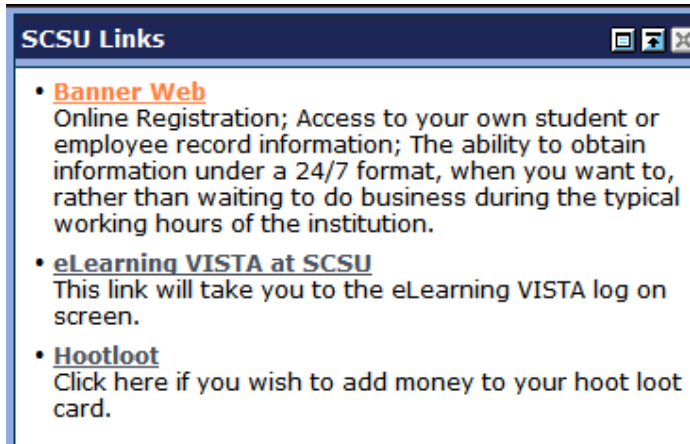 SCSU Links
• Banner Web
Online Registration; Access to your own student or
employee record information; The ability to obtain
information under a 24/7 format, when you want to,
rather than waiting to do business during the typical
working hours of the institution.
• eLearning VISTA at SCSU
This link will take you to the eLearning VISTA log on
screen.
• Hootloot
Click here if you wish to add money to your hoot loot
card.